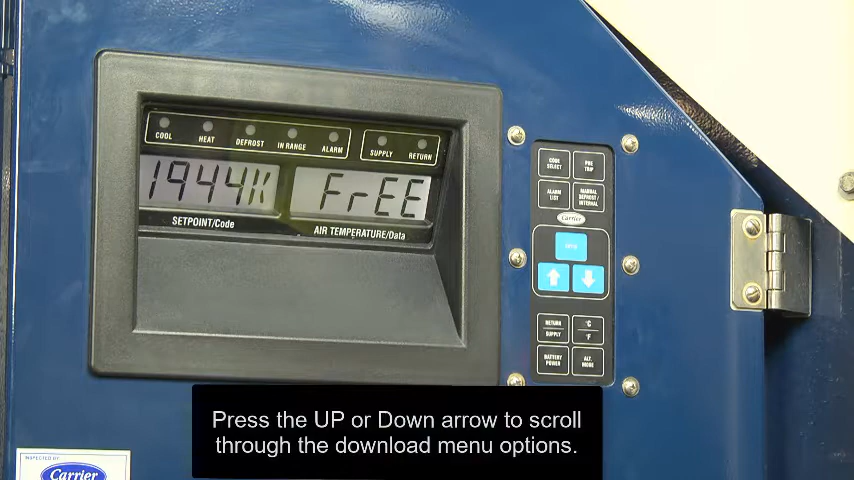 COOL HEAT DEFROST IN RANGE ALARM SUPPLY RETURN
1944K FrEE
SETPOINT/Code AIR TEMPERATURE/Data
CODE SELECT
PRE TRIP
ALARM LIST
MANUAL DEFROST/ INTERVAL
Carrier
RETURN SUPPLY
°C °F
BATTERY POWER
ALT. MODE
Press the UP or Down arrow to scroll
through the download menu options.
INSPECTED BY
Carrier